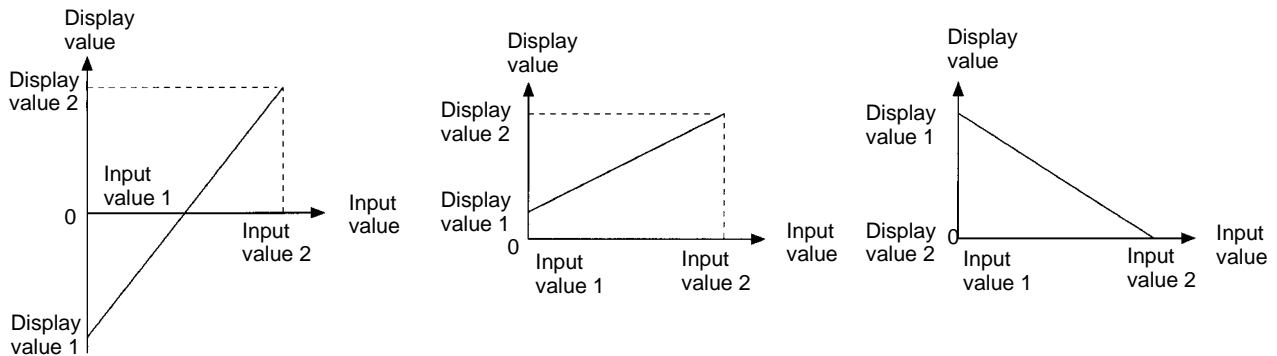 Display
value
Display
value 2
Input
value 1
0
Input
value
Input
value 2
Display
value 1
Display
value
Display
value 2
Display
value 1
0
Input
value
Input
value 1
Input
value 2
Display
value
Display
value 1
Display
value 2
0
Input
value
Input
value 1
Input
value 2